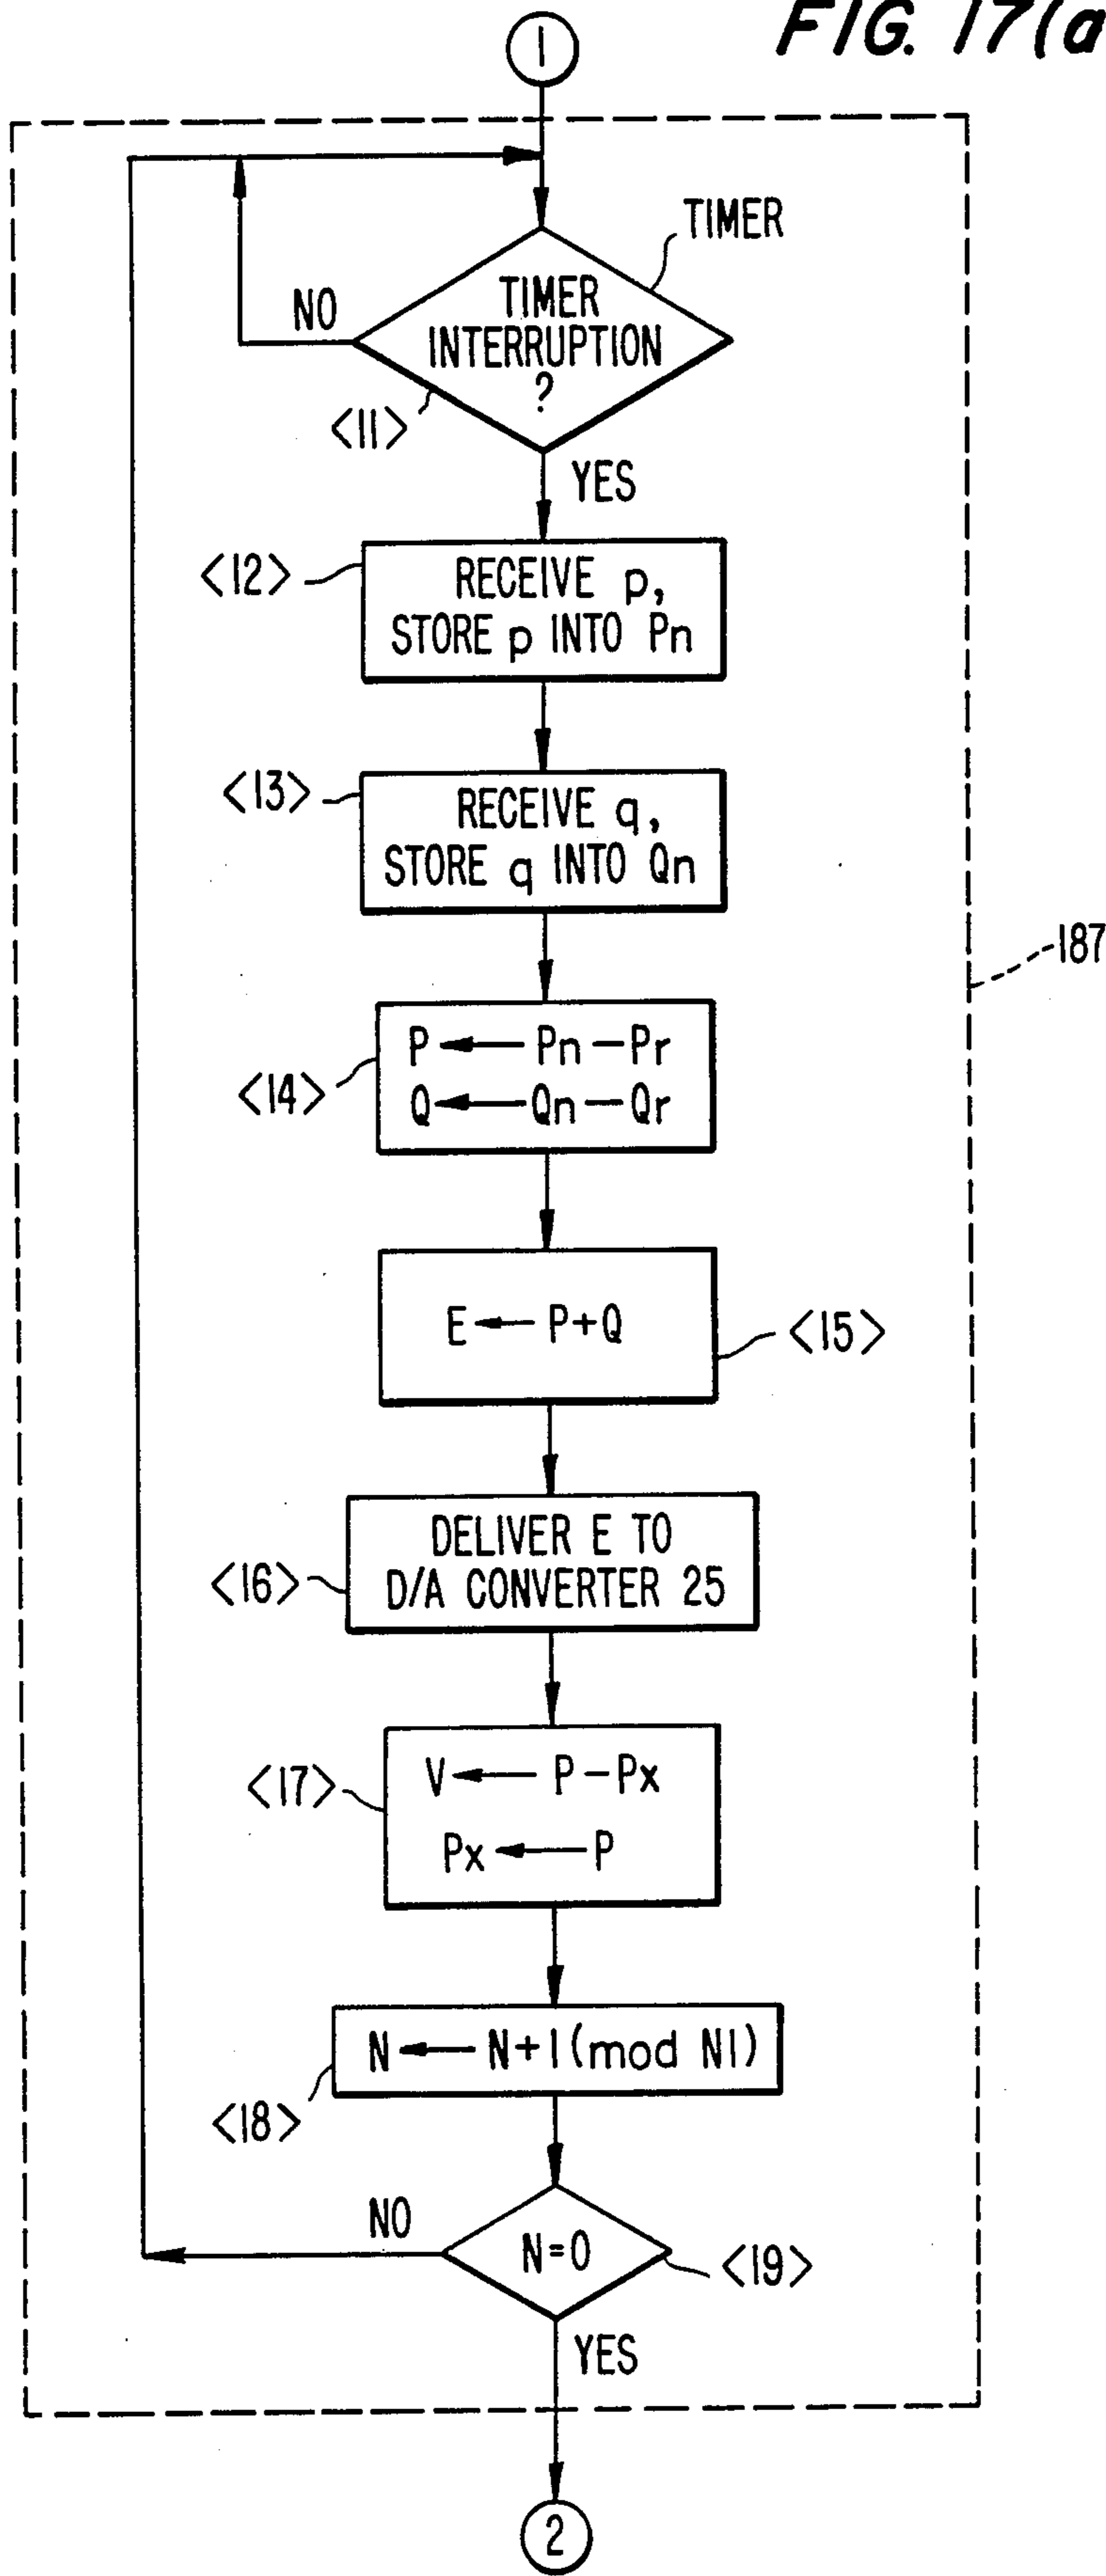 FIG. 17(a
1
TIMER
TIMER
INTERRUPTION
?
NO
<11>
YES
<12>
RECEIVE p,
STORE p INTO Pn
<13>
RECEIVE q,
STORE q INTO Qn
187
P ← Pn − Pr
Q ← Qn − Qr
<14>
E ← P+Q
<15>
DELIVER E TO
D/A CONVERTER 25
<16>
V ← P − Px
<17>
Px ← P
N ← N+1 (mod N1)
<18>
NO
N=0
<19>
YES
2